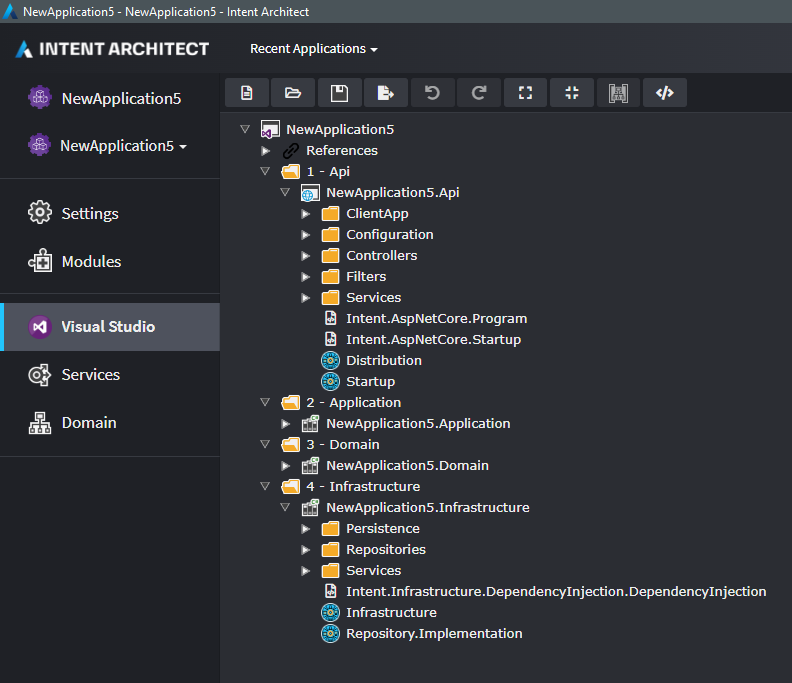 NewApplication5 - NewApplication5 - Intent Architect
INTENT ARCHITECT
Recent Applications
NewApplication5
NewApplication5
Settings
Modules
Visual Studio
Services
Domain
NewApplication5
References
1 - Api
NewApplication5.Api
ClientApp
Configuration
Controllers
Filters
Services
Intent.AspNetCore.Program
Intent.AspNetCore.Startup
Distribution
Startup
2 - Application
NewApplication5.Application
3 - Domain
NewApplication5.Domain
4 - Infrastructure
NewApplication5.Infrastructure
Persistence
Repositories
Services
Intent.Infrastructure.DependencyInjection.DependencyInjection
Infrastructure
Repository.Implementation